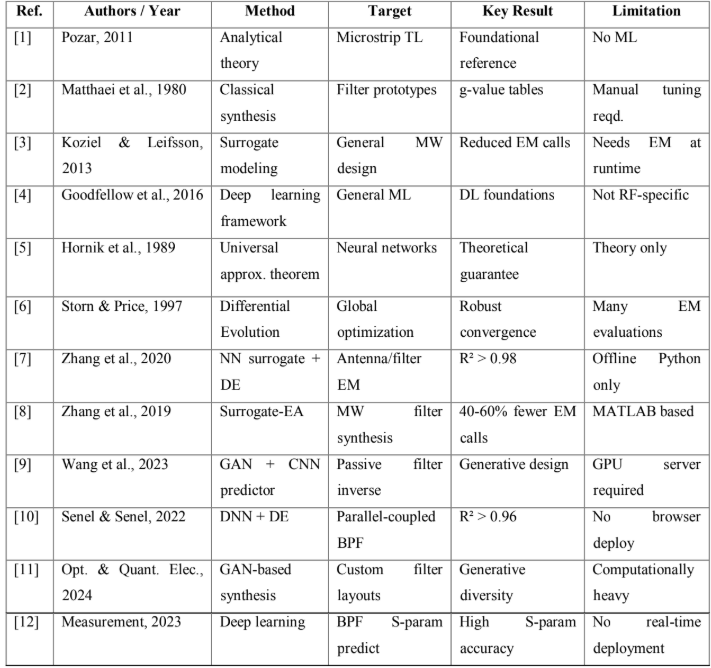 Ref. Authors / Year Method Target Key Result Limitation
[1] Pozar, 2011 Analytical Microstrip TL Foundational No ML
theory reference
[2] Matthaei et al., 1980 Classical Filter prototypes g-value tables Manual tuning
synthesis reqd.
[3] Koziel & Leifsson, Surrogate General MW Reduced EM calls Needs EM at
2013 modeling design runtime
[4] Goodfellow et al., 2016 Deep learning General ML DL foundations Not RF-specific
framework
[5] Hornik et al., 1989 Universal Neural networks Theoretical Theory only
approx. theorem guarantee
[6] Storn & Price, 1997 Differential Global Robust Many EM
Evolution optimization convergence evaluations
[7] Zhang et al., 2020 NN surrogate + Antenna/filter R² > 0.98 Offline Python
DE EM only
[8] Zhang et al., 2019 Surrogate-EA MW filter 40-60% fewer EM MATLAB based
synthesis calls
[9] Wang et al., 2023 GAN + CNN Passive filter Generative design GPU server
predictor inverse required
[10] Senel & Senel, 2022 DNN + DE Parallel-coupled R² > 0.96 No browser
BPF deploy
[11] Opt. & Quant. Elec., GAN-based Custom filter Generative Computationally
2024 synthesis layouts diversity heavy
[12] Measurement, 2023 Deep learning BPF S-param High S-param No real-time
predict accuracy deployment